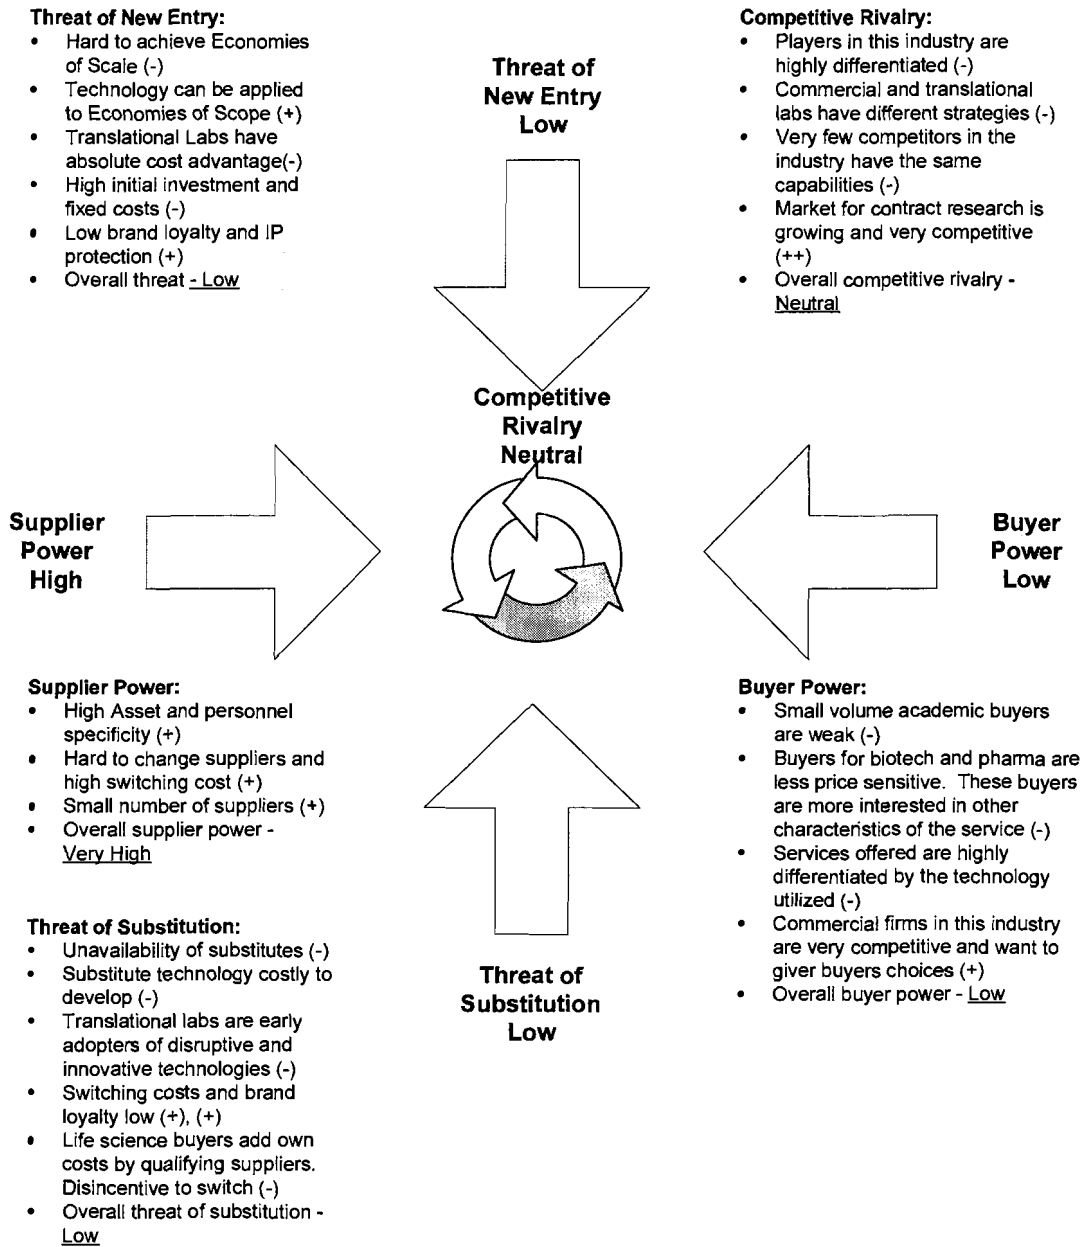 Threat of New Entry:
• Hard to achieve Economies
of Scale (-)
• Technology can be applied
to Economies of Scope (+)
• Translational Labs have
absolute cost advantage(-)
• High initial investment and
fixed costs (-)
• Low brand loyalty and IP
protection (+)
• Overall threat - Low
Threat of
New Entry
Low
Competitive Rivalry:
• Players in this industry are
highly differentiated (-)
• Commercial and translational
labs have different strategies (-)
• Very few competitors in the
industry have the same
capabilities (-)
• Market for contract research is
growing and very competitive
(++)
• Overall competitive rivalry -
Neutral
Competitive
Rivalry
Neutral
Supplier
Power
High
Buyer
Power
Low
Supplier Power:
• High Asset and personnel
specificity (+)
• Hard to change suppliers and
high switching cost (+)
• Small number of suppliers (+)
• Overall supplier power -
Very High
Buyer Power:
• Small volume academic buyers
are weak (-)
• Buyers for biotech and pharma are
less price sensitive. These buyers
are more interested in other
characteristics of the service (-)
• Services offered are highly
differentiated by the technology
utilized (-)
• Commercial firms in this industry
are very competitive and want to
giver buyers choices (+)
• Overall buyer power - Low
Threat of Substitution:
• Unavailability of substitutes (-)
• Substitute technology costly to
develop (-)
• Translational labs are early
adopters of disruptive and
innovative technologies (-)
• Switching costs and brand
loyalty low (+), (+)
• Life science buyers add own
costs by qualifying suppliers.
Disincentive to switch (-)
• Overall threat of substitution -
Low
Threat of
Substitution
Low